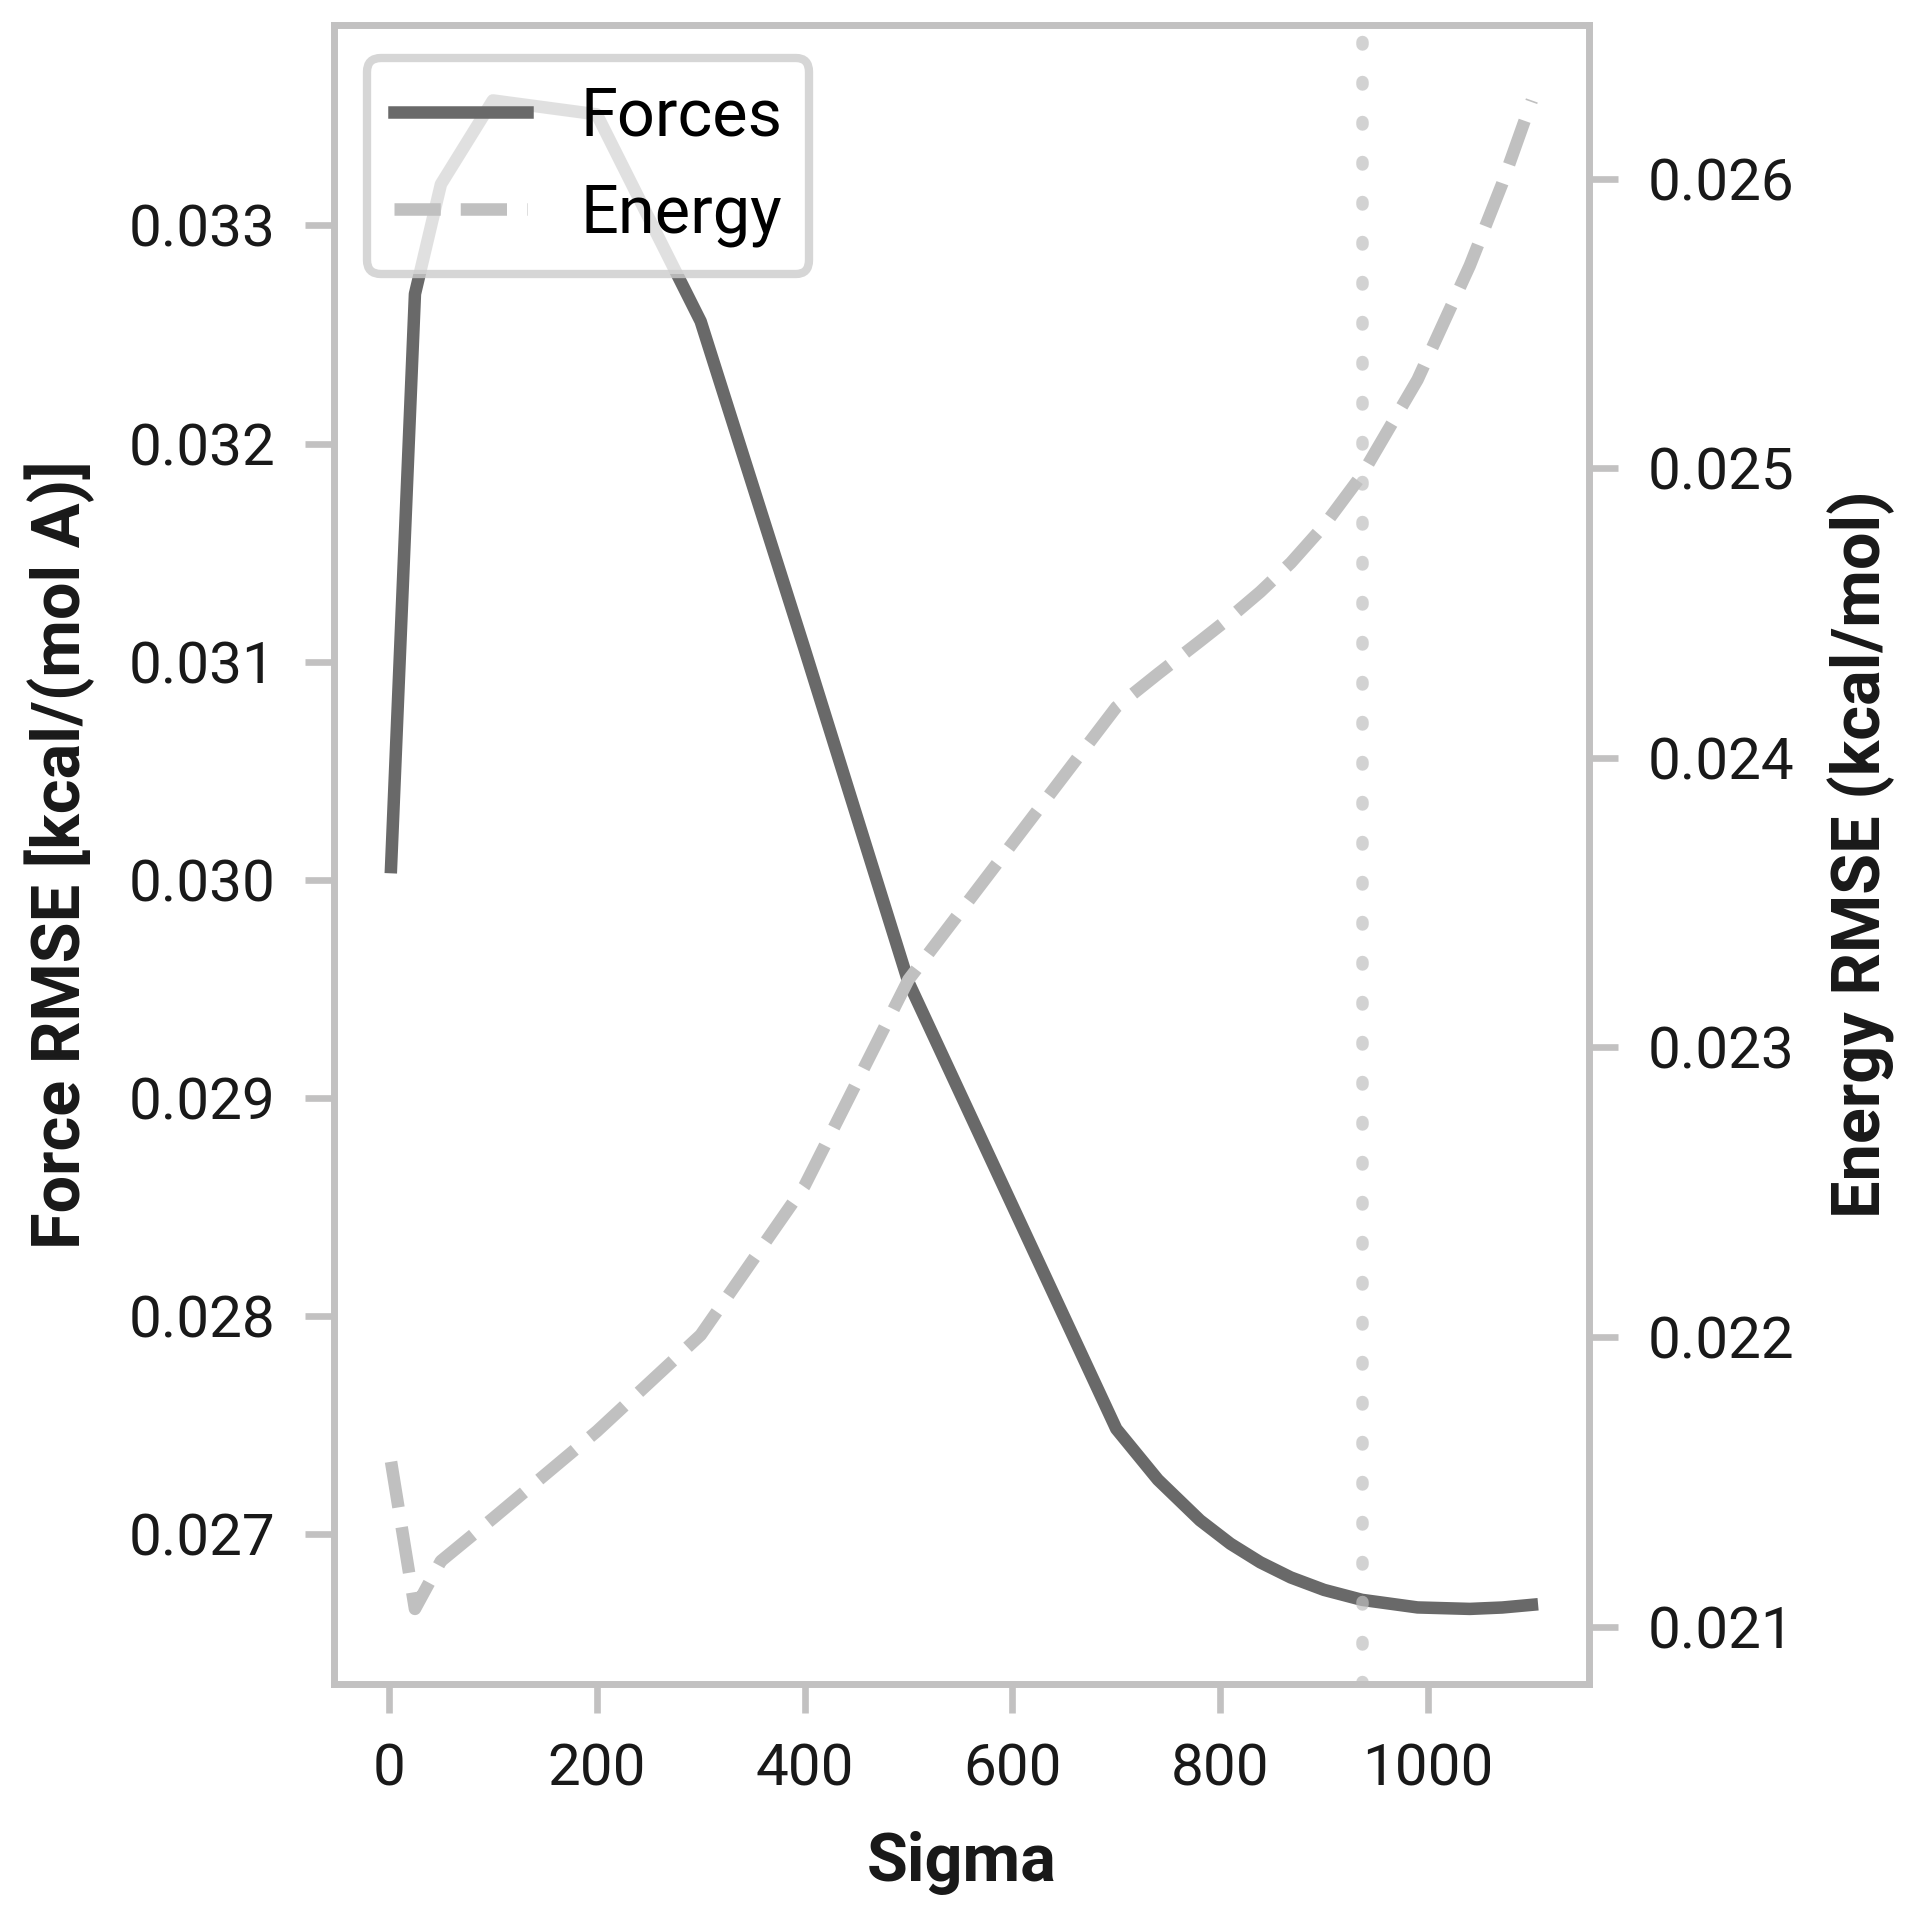 Forces
Energy
Force RMSE [kcal/(mol A)]
0.033
0.032
0.031
0.030
0.029
0.028
0.027
0.026
0.025
0.024
0.023
0.022
0.021
Energy RMSE (kcal/mol)
0 200 400 600 800 1000
Sigma